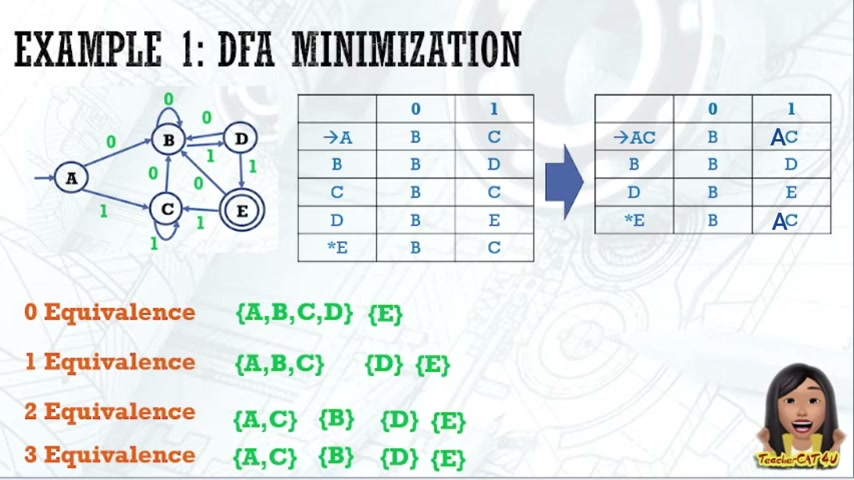 EXAMPLE 1: DFA MINIMIZATION
0
0
B
D
0
1
A
0
0
1
1
C
1
E
1
0 1
→A B C
B B D
C B C
D B E
*E B C
0 1
→AC B AC
B B D
D B E
*E B AC
0 Equivalence {A,B,C,D} {E}
1 Equivalence {A,B,C} {D} {E}
2 Equivalence {A,C} {B} {D} {E}
3 Equivalence {A,C} {B} {D} {E}
TeacherCAT4U